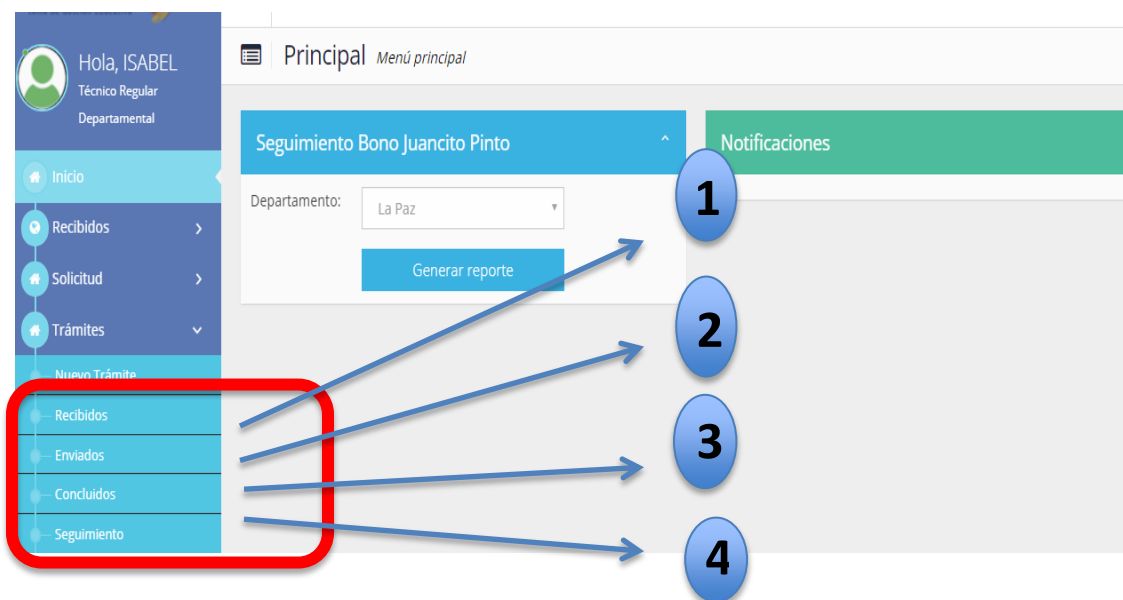 Hola, ISABEL
Técnico Regular
Departamental
Inicio
Recibidos
Solicitud
Trámites
Nuevo Trámite
Recibidos
Enviados
Concluidos
Seguimiento
Principal Menú principal
Seguimiento Bono Juancito Pinto
Departamento: La Paz
Generar reporte
Notificaciones
1
2
3
4